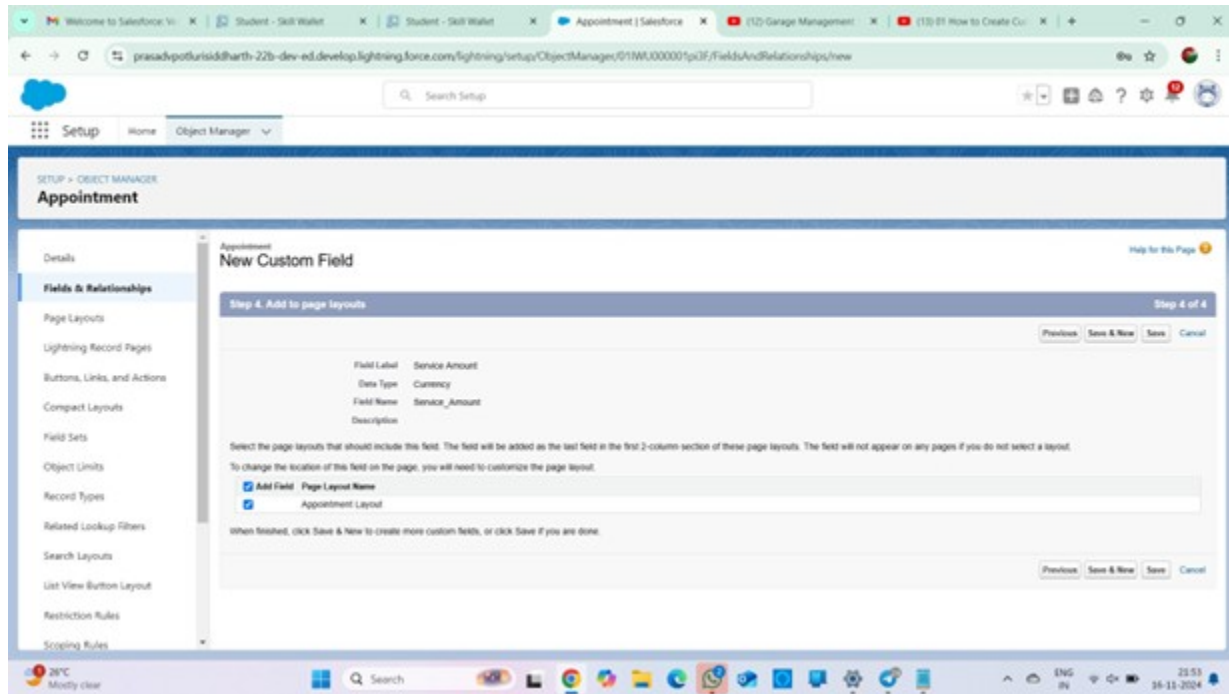 Welcome to Salesforce: Vi
Student - Skill Wallet
Student - Skill Wallet
Appointment | Salesforce
(12) Garage Management
(13) 01 How to Create Cu
prasadvpotlurisiddharth-22b-dev-ed.develop.lightning.force.com/lightning/setup/ObjectManager/01IWU000001pi3F/FieldsAndRelationships/new
Search Setup
Setup
Home
Object Manager
SETUP > OBJECT MANAGER
Appointment
Details
Fields & Relationships
Page Layouts
Lightning Record Pages
Buttons, Links, and Actions
Compact Layouts
Field Sets
Object Limits
Record Types
Related Lookup Filters
Search Layouts
List View Button Layout
Restriction Rules
Scoping Rules
Appointment
New Custom Field
Help for this Page
Step 4. Add to page layouts Step 4 of 4
Previous Save & New Save Cancel
Field Label Service Amount
Data Type Currency
Field Name Service_Amount
Description
Select the page layouts that should include this field. The field will be added as the last field in the first 2-column section of these page layouts. The field will not appear on any pages if you do not select a layout.
To change the location of this field on the page, you will need to customize the page layout.
Add Field Page Layout Name
Appointment Layout
When finished, click Save & New to create more custom fields, or click Save if you are done.
Previous Save & New Save Cancel
26°C
Mostly clear
Search
ENG
IN
21:53
16-11-2024